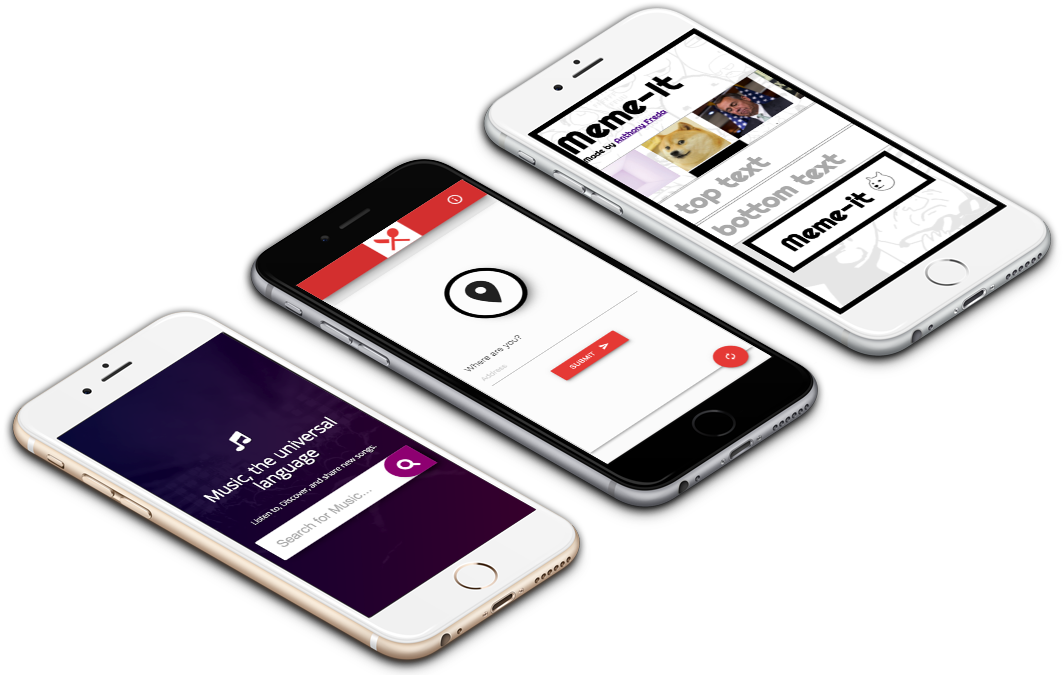 Music, the universal
language
Listen to, Discover, and share new songs.
Search for Music...
Where are you?
Address
SUBMIT
Meme-It
Made by Anthony Freda
top text
bottom text
Meme-it